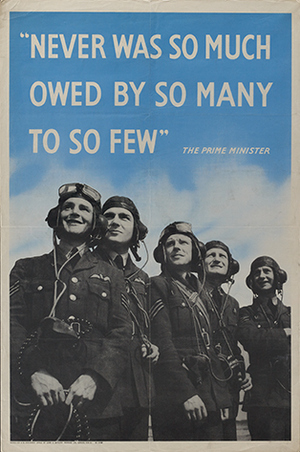 "NEVER WAS SO MUCH
OWED BY SO MANY
TO SO FEW"
THE PRIME MINISTER